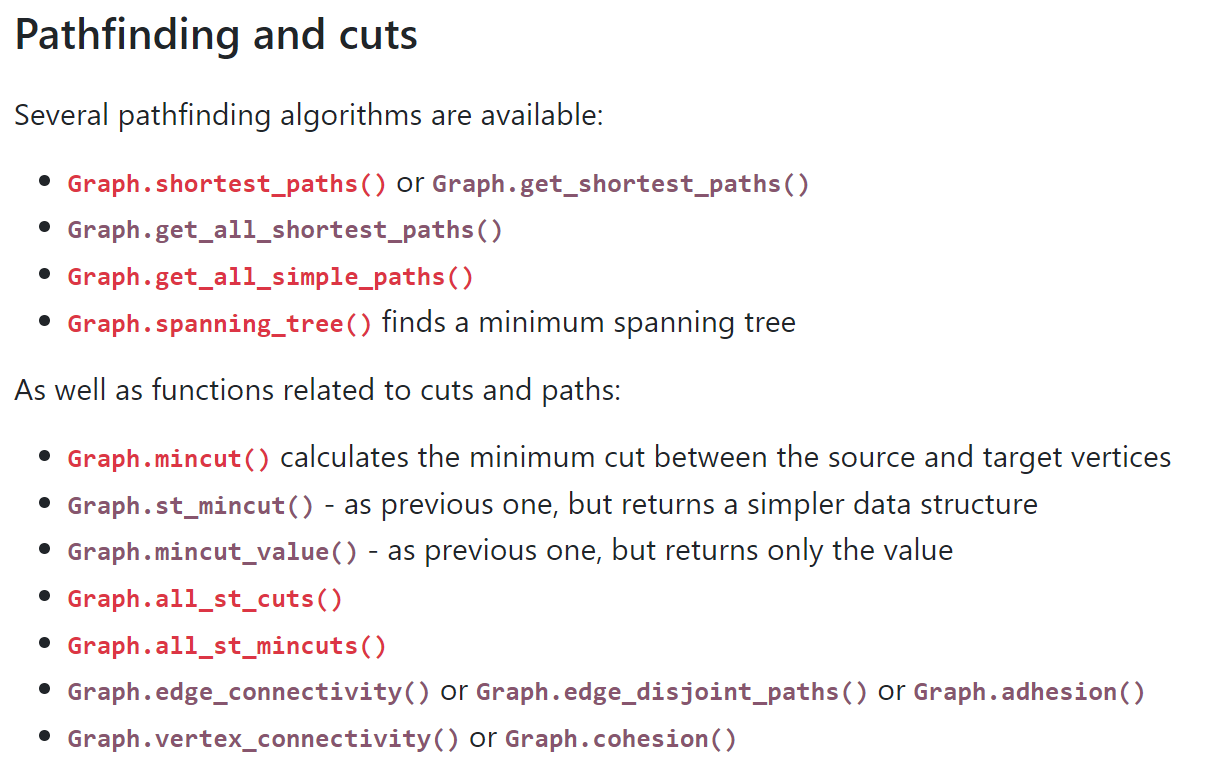 Pathfinding and cuts
Several pathfinding algorithms are available:
• Graph.shortest_paths() or Graph.get_shortest_paths()
• Graph.get_all_shortest_paths()
• Graph.get_all_simple_paths()
• Graph.spanning_tree() finds a minimum spanning tree
As well as functions related to cuts and paths:
• Graph.mincut() calculates the minimum cut between the source and target vertices
• Graph.st_mincut() - as previous one, but returns a simpler data structure
• Graph.mincut_value() - as previous one, but returns only the value
• Graph.all_st_cuts()
• Graph.all_st_mincuts()
• Graph.edge_connectivity() or Graph.edge_disjoint_paths() or Graph.adhesion()
• Graph.vertex_connectivity() or Graph.cohesion()